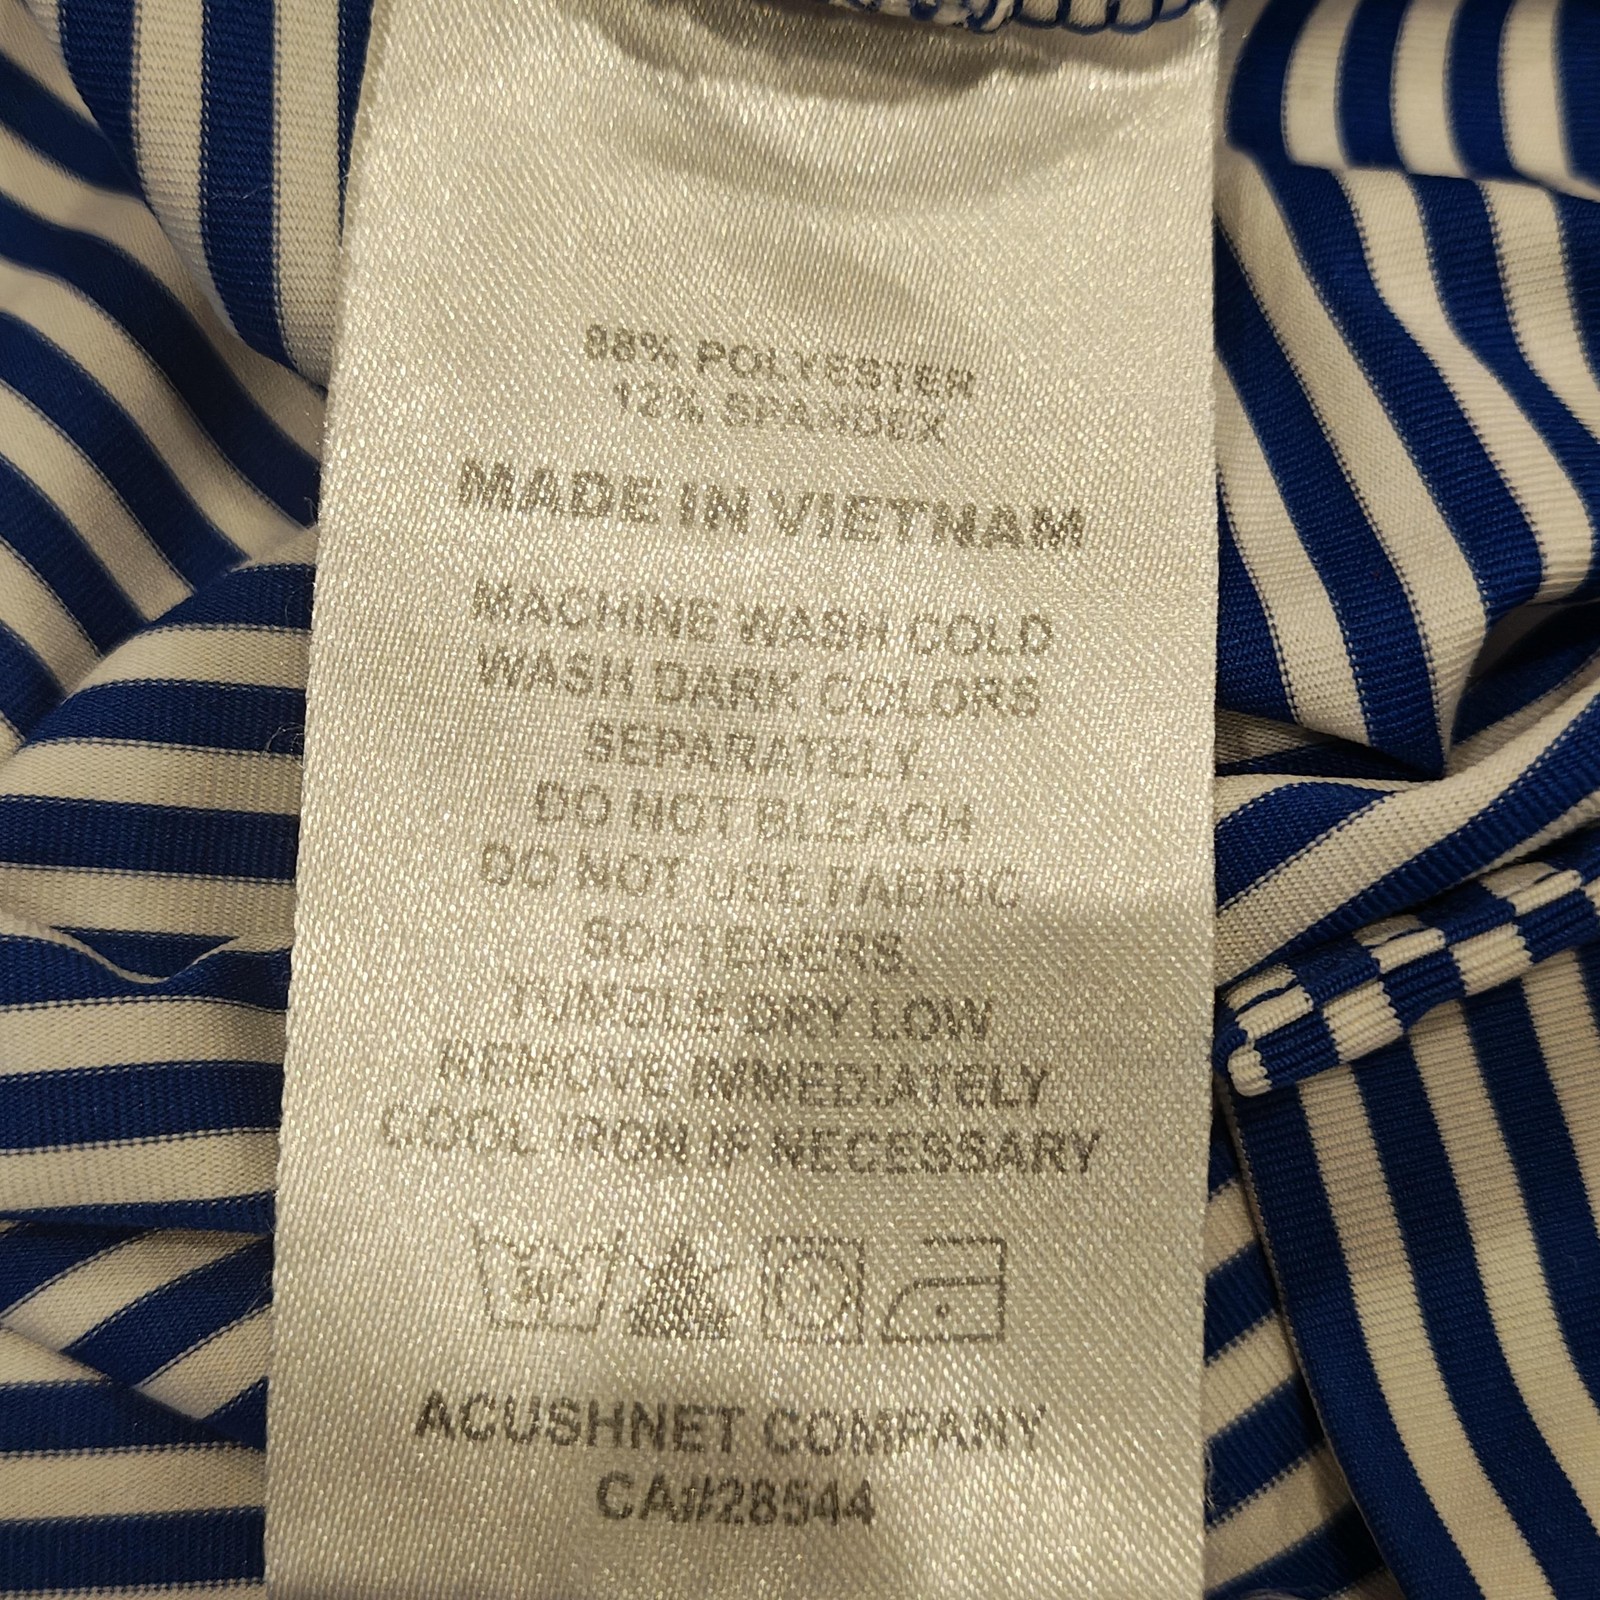 88% POLYESTER
12% SPANDEX
MADE IN VIETNAM
MACHINE WASH COLD
WASH DARK COLORS
SEPARATELY.
DO NOT BLEACH
DO NOT USE FABRIC
SOFTENERS.
TUMBLE DRY LOW
REMOVE IMMEDIATELY
COOL IRON IF NECESSARY
30C
ACUSHNET COMPANY
CA#28544